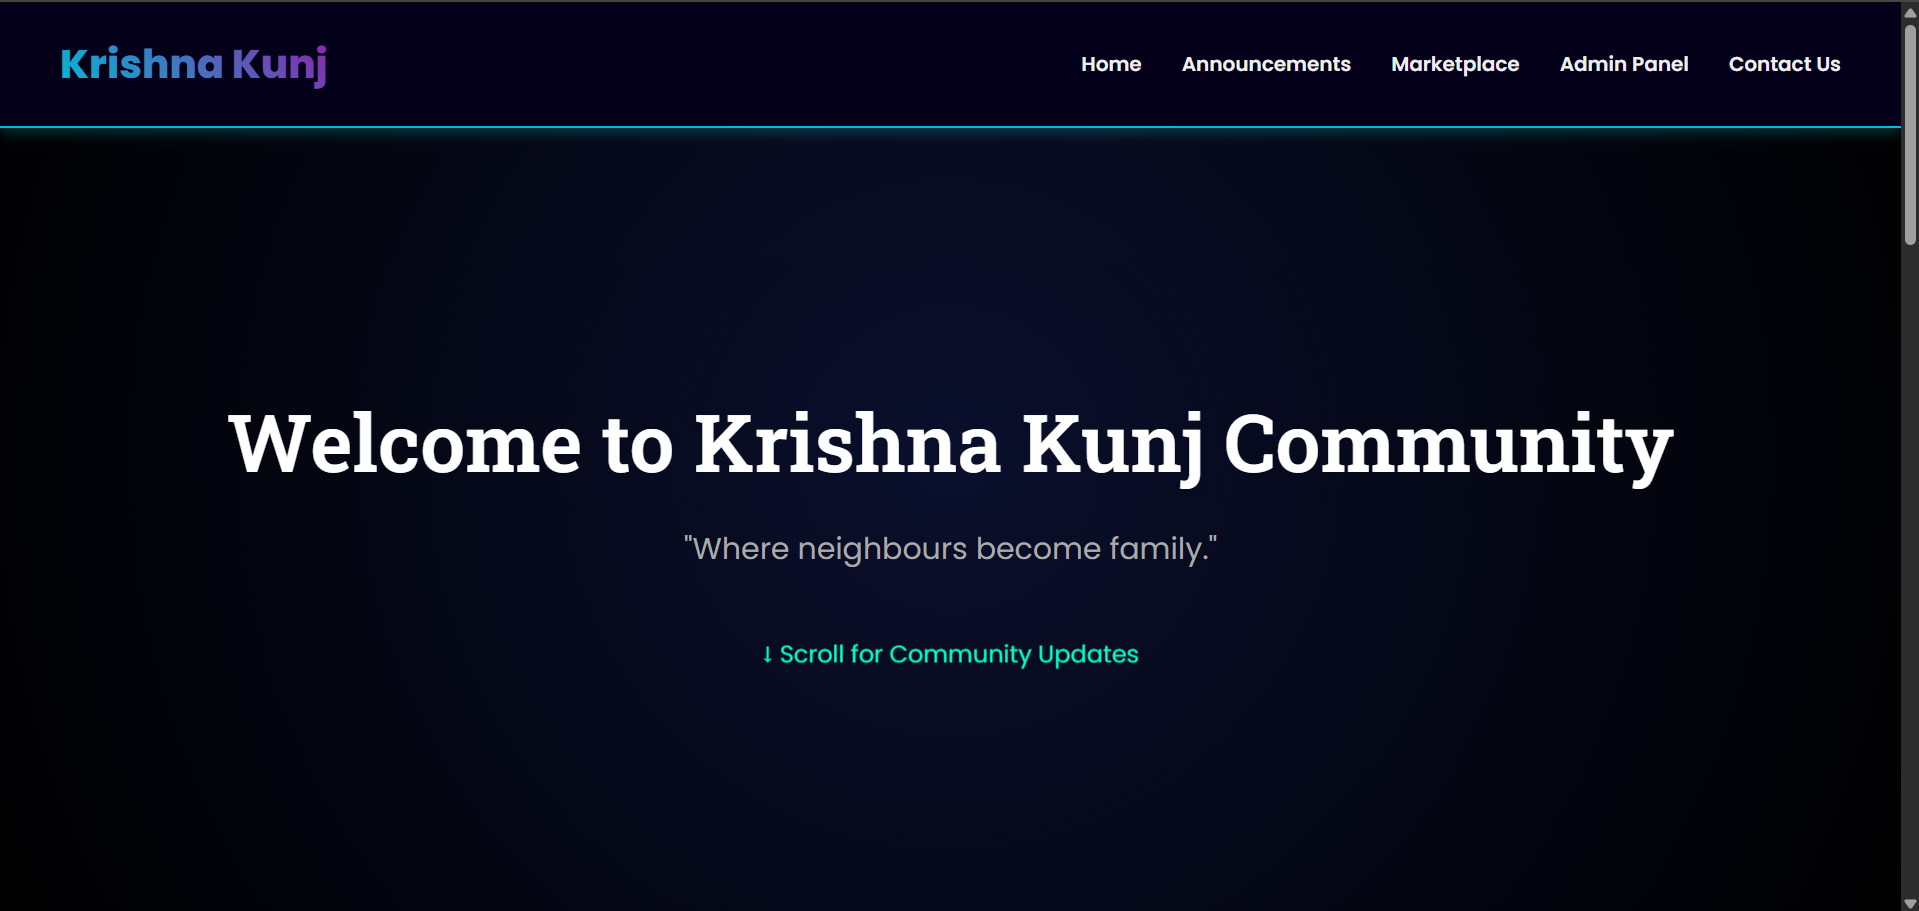 Krishna Kunj
Home Announcements Marketplace Admin Panel Contact Us
Welcome to Krishna Kunj Community
"Where neighbours become family."
↓ Scroll for Community Updates